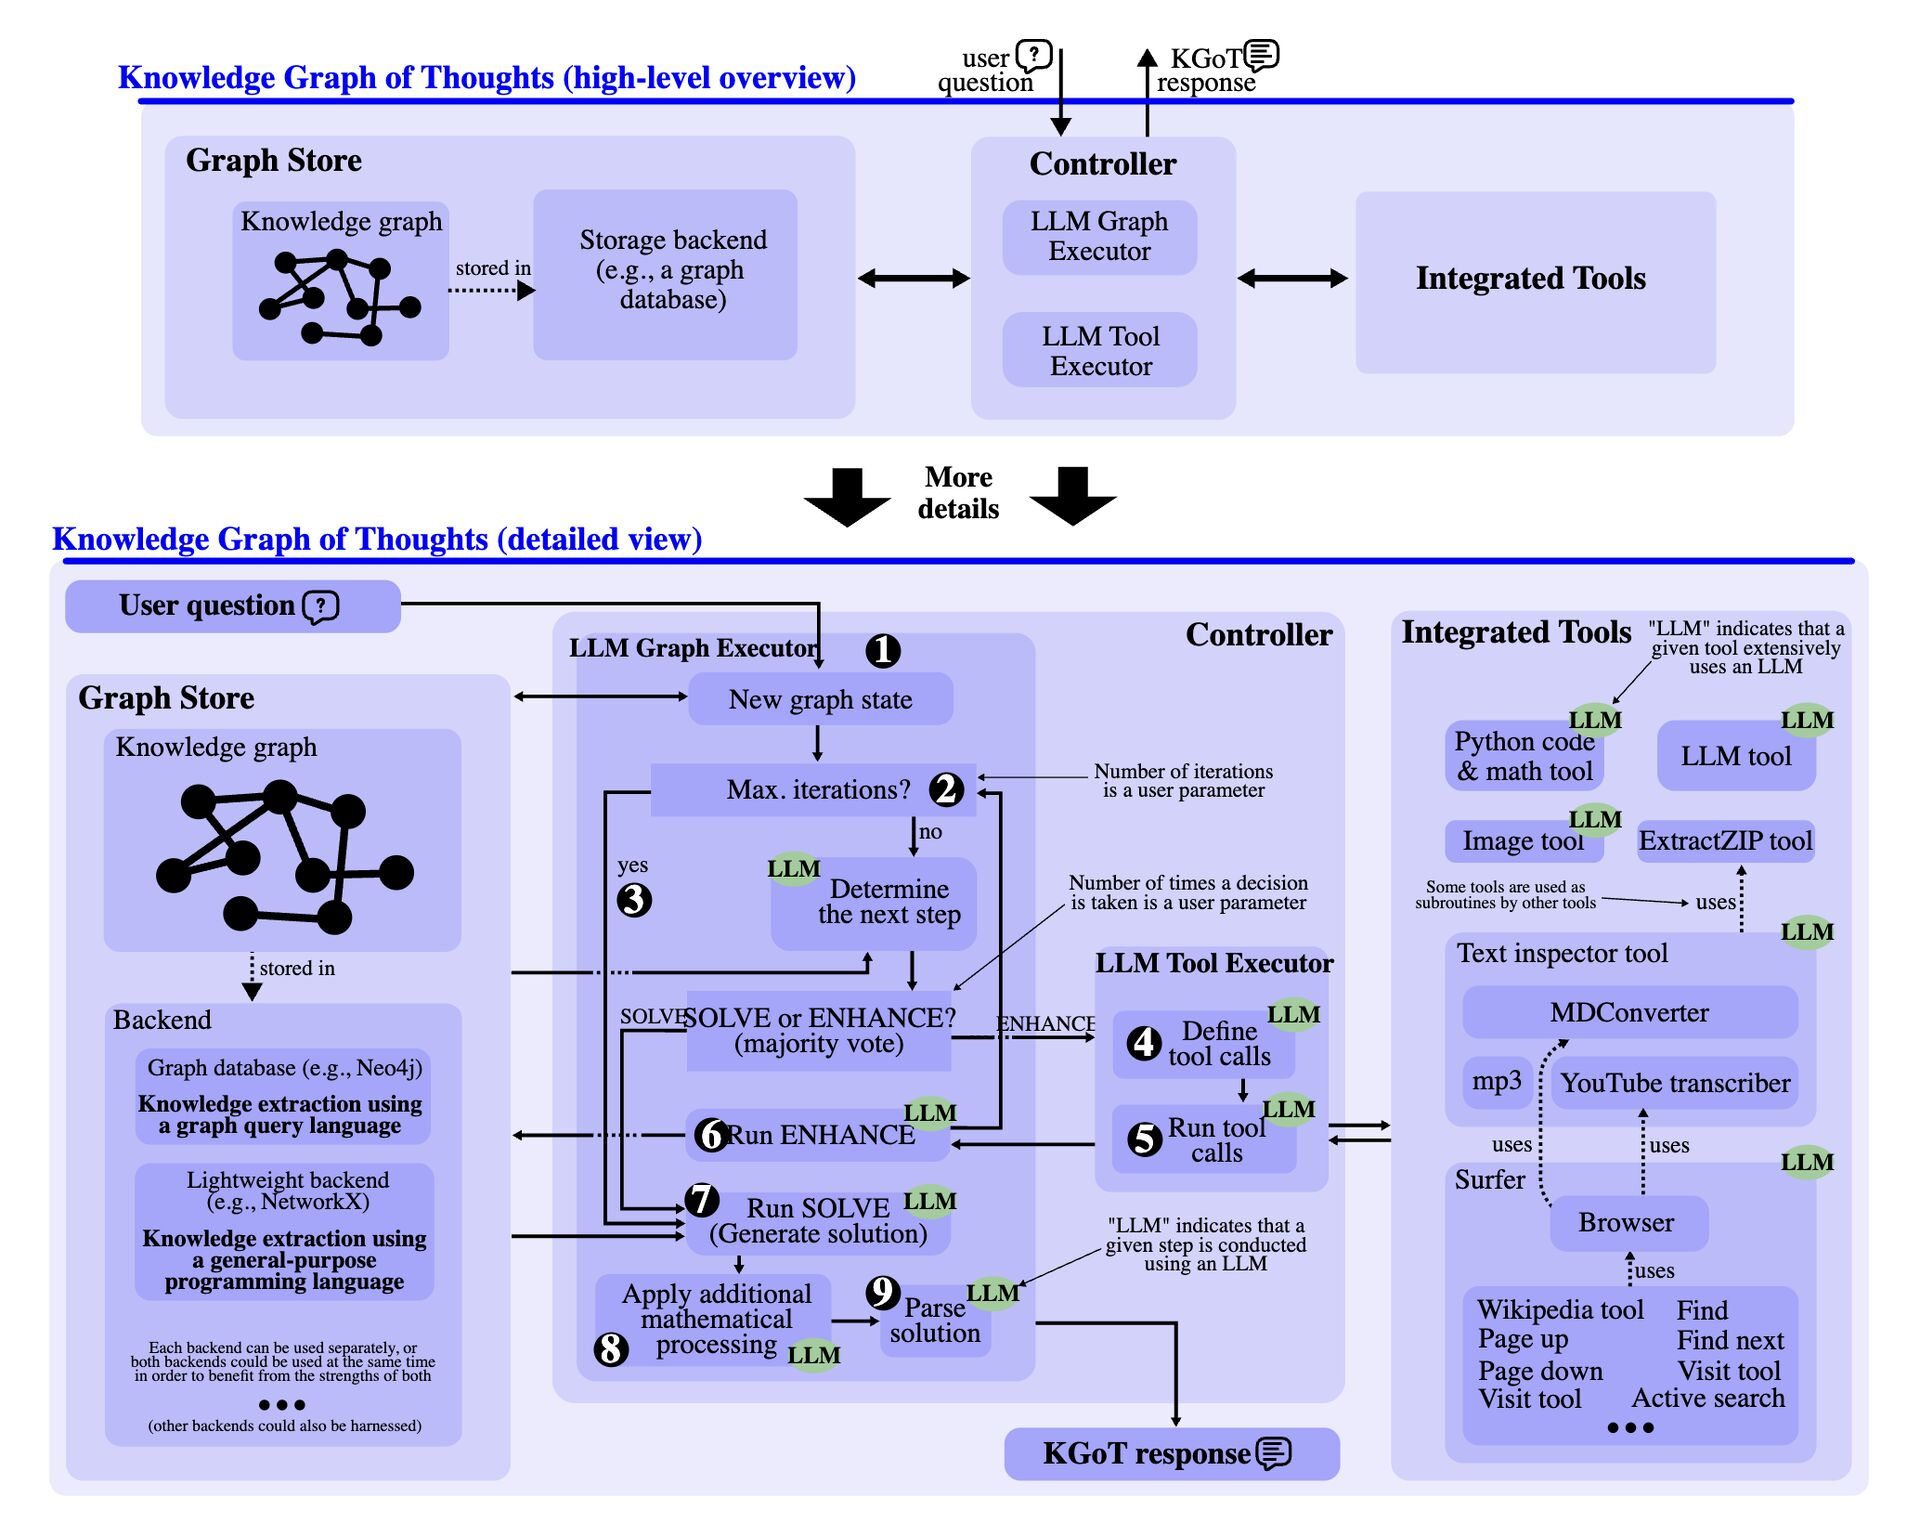 Knowledge Graph of Thoughts (high-level overview)
user
question
?
KGoT
response
Graph Store
Knowledge graph
stored in
Storage backend
(e.g., a graph
database)
Controller
LLM Graph
Executor
LLM Tool
Executor
Integrated Tools
More
details
Knowledge Graph of Thoughts (detailed view)
User question
?
Graph Store
Knowledge graph
stored in
Backend
Graph database (e.g., Neo4j)
Knowledge extraction using
a graph query language
Lightweight backend
(e.g., NetworkX)
Knowledge extraction using
a general-purpose
programming language
Each backend can be used separately, or
both backends could be used at the same time
in order to benefit from the strengths of both
(other backends could also be harnessed)
Controller
LLM Graph Executor
1
New graph state
Max. iterations?
2
Number of iterations
is a user parameter
no
yes
3
LLM
Determine
the next step
Number of times a decision
is taken is a user parameter
SOLVE
SOLVE or ENHANCE?
(majority vote)
ENHANCE
LLM Tool Executor
4
Define
tool calls
LLM
5
Run tool
calls
LLM
6
Run ENHANCE
LLM
7
Run SOLVE
(Generate solution)
LLM
"LLM" indicates that a
given step is conducted
using an LLM
8
Apply additional
mathematical
processing
LLM
9
Parse
solution
LLM
KGoT response
Integrated Tools
"LLM" indicates that a
given tool extensively
uses an LLM
Python code
& math tool
LLM
LLM tool
LLM
Image tool
LLM
ExtractZIP tool
Some tools are used as
subroutines by other tools
uses
Text inspector tool
LLM
MDConverter
mp3
YouTube transcriber
uses
uses
Surfer
LLM
Browser
uses
Wikipedia tool
Find
Page up
Find next
Page down
Visit tool
Visit tool
Active search